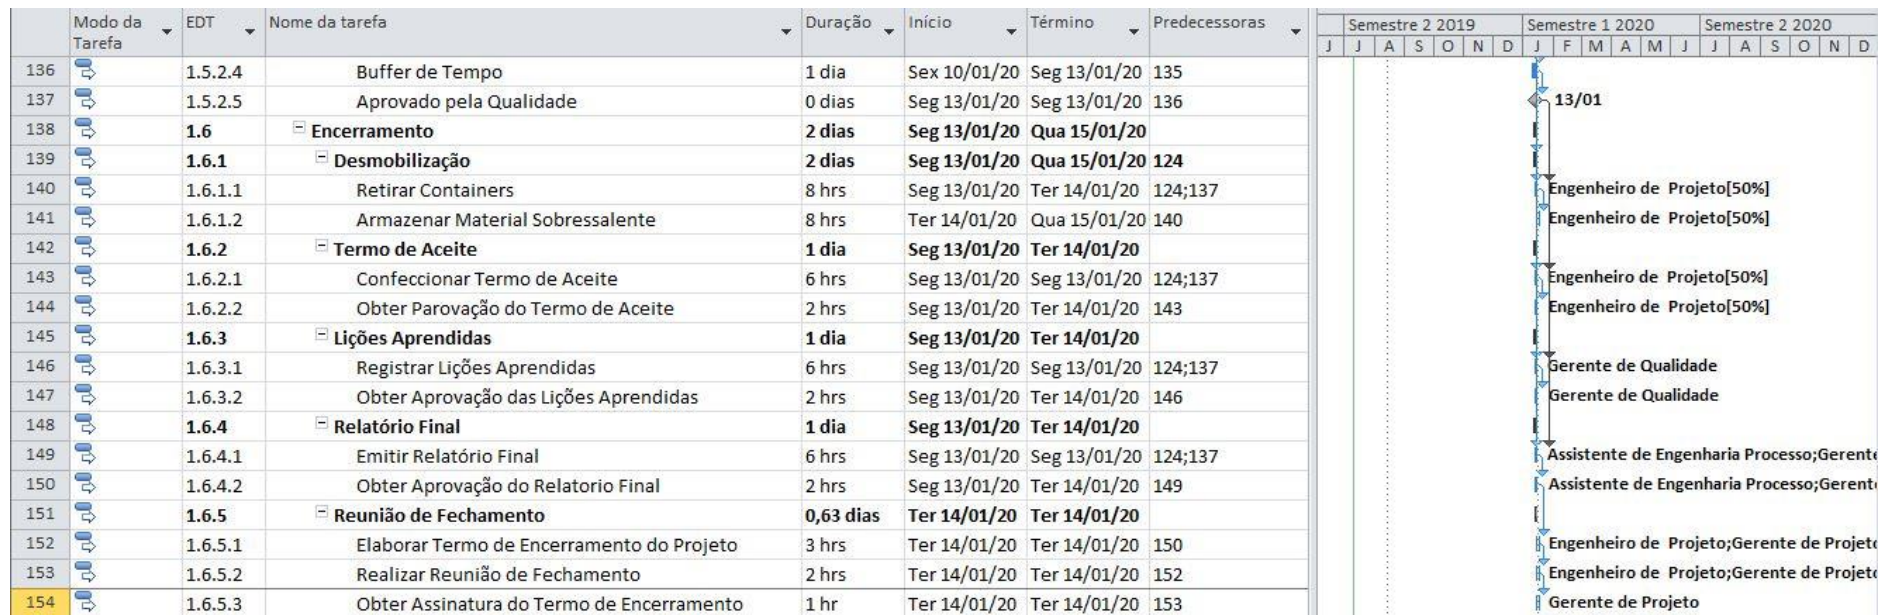 Modo da Tarefa EDT Nome da tarefa Duração Início Término Predecessoras Semestre 2 2019 Semestre 1 2020 Semestre 2 2020
J J A S O N D J F M A M J J A S O N D
136 1.5.2.4 Buffer de Tempo 1 dia Sex 10/01/20 Seg 13/01/20 135
137 1.5.2.5 Aprovado pela Qualidade 0 dias Seg 13/01/20 Seg 13/01/20 136 13/01
138 1.6 Encerramento 2 dias Seg 13/01/20 Qua 15/01/20
139 1.6.1 Desmobilização 2 dias Seg 13/01/20 Qua 15/01/20 124
140 1.6.1.1 Retirar Containers 8 hrs Seg 13/01/20 Ter 14/01/20 124;137 Engenheiro de Projeto[50%]
141 1.6.1.2 Armazenar Material Sobressalente 8 hrs Ter 14/01/20 Qua 15/01/20 140 Engenheiro de Projeto[50%]
142 1.6.2 Termo de Aceite 1 dia Seg 13/01/20 Ter 14/01/20
143 1.6.2.1 Confeccionar Termo de Aceite 6 hrs Seg 13/01/20 Seg 13/01/20 124;137 Engenheiro de Projeto[50%]
144 1.6.2.2 Obter Parovação do Termo de Aceite 2 hrs Seg 13/01/20 Ter 14/01/20 143 Engenheiro de Projeto[50%]
145 1.6.3 Lições Aprendidas 1 dia Seg 13/01/20 Ter 14/01/20
146 1.6.3.1 Registrar Lições Aprendidas 6 hrs Seg 13/01/20 Seg 13/01/20 124;137 Gerente de Qualidade
147 1.6.3.2 Obter Aprovação das Lições Aprendidas 2 hrs Seg 13/01/20 Ter 14/01/20 146 Gerente de Qualidade
148 1.6.4 Relatório Final 1 dia Seg 13/01/20 Ter 14/01/20
149 1.6.4.1 Emitir Relatório Final 6 hrs Seg 13/01/20 Seg 13/01/20 124;137 Assistente de Engenharia Processo;Gerente
150 1.6.4.2 Obter Aprovação do Relatorio Final 2 hrs Seg 13/01/20 Ter 14/01/20 149 Assistente de Engenharia Processo;Gerent
151 1.6.5 Reunião de Fechamento 0,63 dias Ter 14/01/20 Ter 14/01/20
152 1.6.5.1 Elaborar Termo de Encerramento do Projeto 3 hrs Ter 14/01/20 Ter 14/01/20 150 Engenheiro de Projeto;Gerente de Projeto
153 1.6.5.2 Realizar Reunião de Fechamento 2 hrs Ter 14/01/20 Ter 14/01/20 152 Engenheiro de Projeto;Gerente de Projeto
154 1.6.5.3 Obter Assinatura do Termo de Encerramento 1 hr Ter 14/01/20 Ter 14/01/20 153 Gerente de Projeto